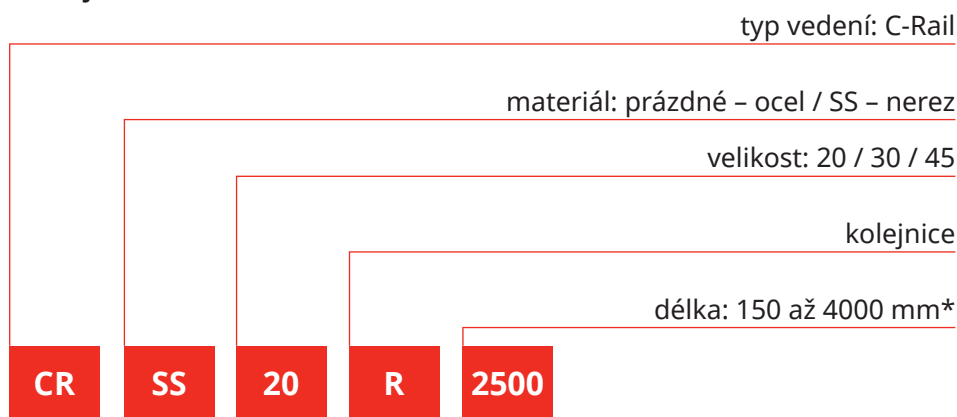 typ vedení: C-Rail
materiál: prázdné – ocel / SS – nerez
velikost: 20 / 30 / 45
kolejnice
délka: 150 až 4000 mm*
CR SS 20 R 2500